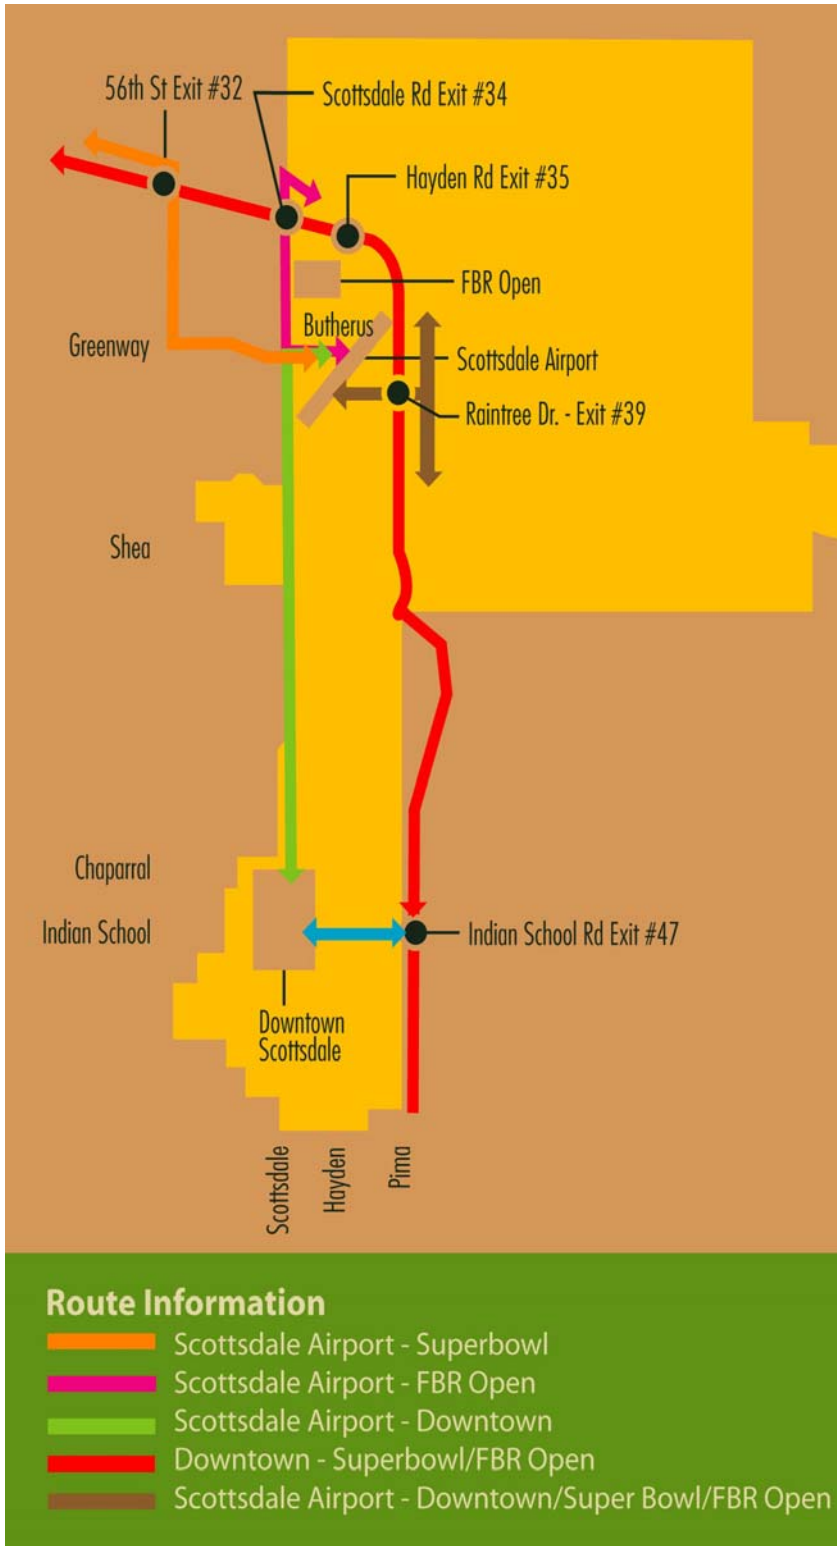 56th St Exit #32
Scottsdale Rd Exit #34
Hayden Rd Exit #35
FBR Open
Butherus
Greenway
Scottsdale Airport
Raintree Dr. - Exit #39
Shea
Chaparral
Indian School
Indian School Rd Exit #47
Downtown
Scottsdale
Scottsdale
Hayden
Pima
Route Information
Scottsdale Airport - Superbowl
Scottsdale Airport - FBR Open
Scottsdale Airport - Downtown
Downtown - Superbowl/FBR Open
Scottsdale Airport - Downtown/Super Bowl/FBR Open